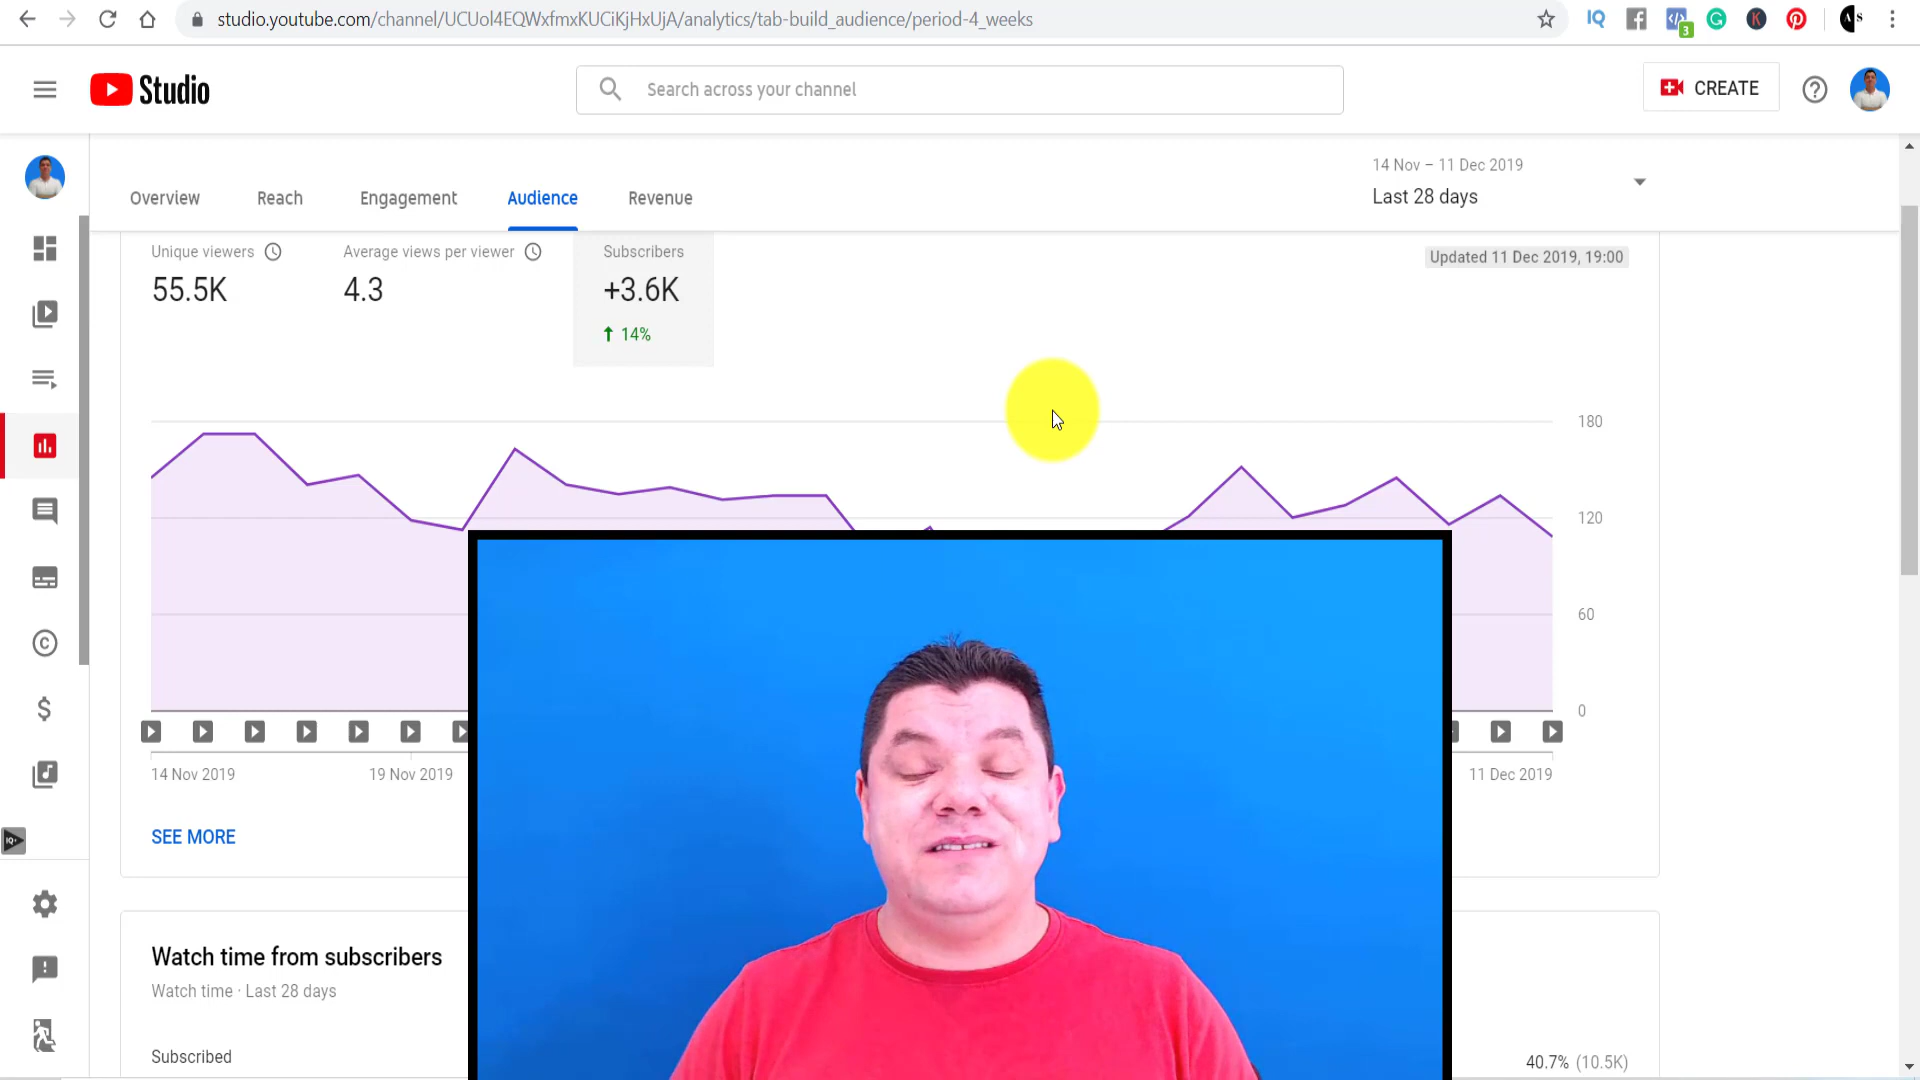 studio.youtube.com/channel/UCUol4EQWxfmxKUCiKjHxUjA/analytics/tab-build_audience/period-4_weeks
IQ
3
G
K
A s
Studio
Search across your channel
CREATE
Overview
Reach
Engagement
Audience
Revenue
14 Nov – 11 Dec 2019
Last 28 days
Unique viewers
55.5K
Average views per viewer
4.3
Subscribers
+3.6K
14%
Updated 11 Dec 2019, 19:00
180
120
60
0
14 Nov 2019
19 Nov 2019
11 Dec 2019
SEE MORE
IQ+
Watch time from subscribers
Watch time · Last 28 days
Subscribed
40.7% (10.5K)